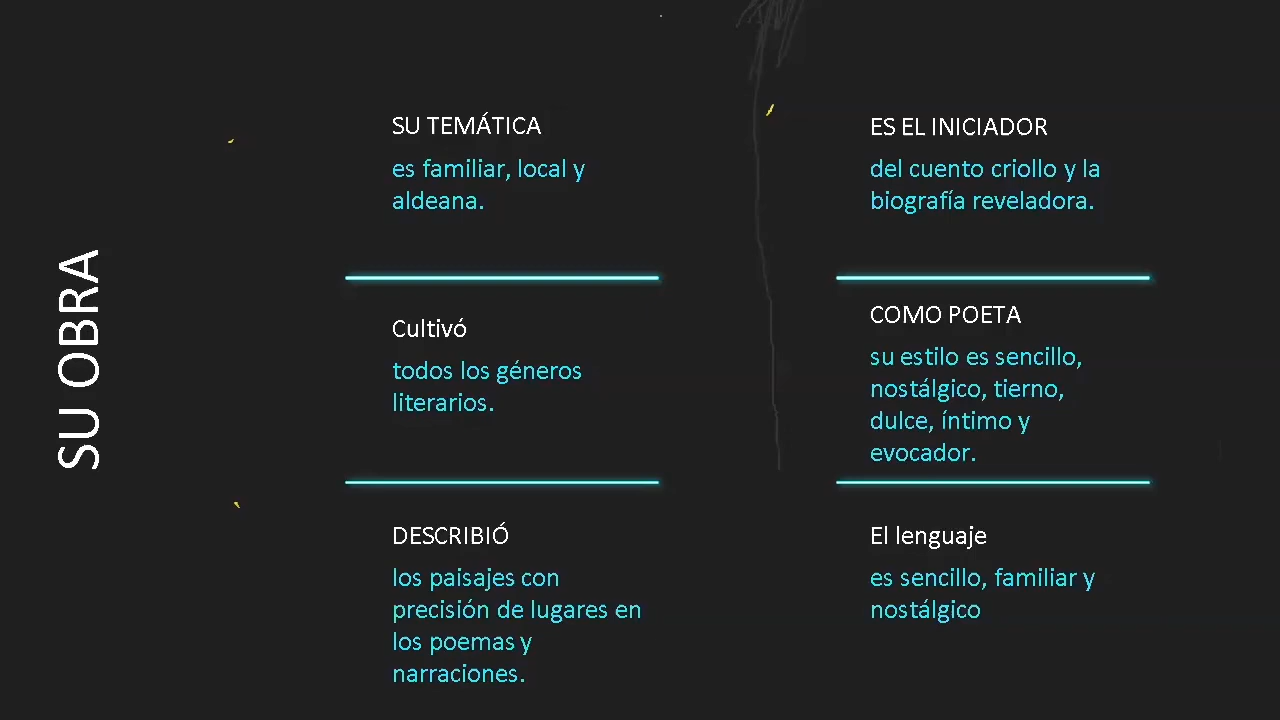 SU OBRA
SU TEMÁTICA
es familiar, local y
aldeana.
Cultivó
todos los géneros
literarios.
DESCRIBIÓ
los paisajes con
precisión de lugares en
los poemas y
narraciones.
ES EL INICIADOR
del cuento criollo y la
biografía reveladora.
COMO POETA
su estilo es sencillo,
nostálgico, tierno,
dulce, íntimo y
evocador.
El lenguaje
es sencillo, familiar y
nostálgico